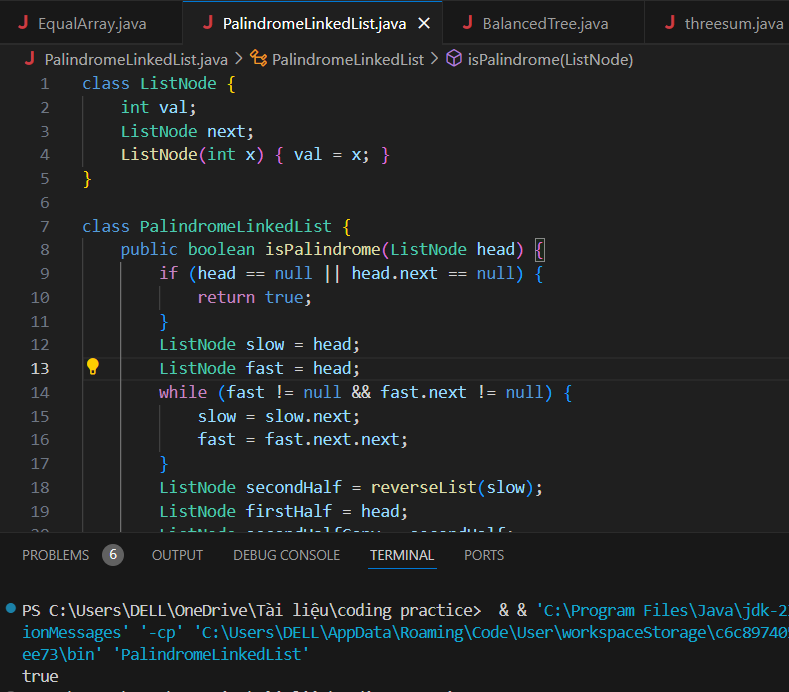 EqualArray.java
PalindromeLinkedList.java
BalancedTree.java
threesum.java
PalindromeLinkedList.java > PalindromeLinkedList > isPalindrome(ListNode)
1 class ListNode {
2 int val;
3 ListNode next;
4 ListNode(int x) { val = x; }
5 }
6
7 class PalindromeLinkedList {
8 public boolean isPalindrome(ListNode head) {
9 if (head == null || head.next == null) {
10 return true;
11 }
12 ListNode slow = head;
13 ListNode fast = head;
14 while (fast != null && fast.next != null) {
15 slow = slow.next;
16 fast = fast.next.next;
17 }
18 ListNode secondHalf = reverseList(slow);
19 ListNode firstHalf = head;
PROBLEMS 6 OUTPUT DEBUG CONSOLE TERMINAL PORTS
PS C:\Users\DELL\OneDrive\Tài liệu\coding practice> & & 'C:\Program Files\Java\jdk-2
ionMessages' '-cp' 'C:\Users\DELL\AppData\Roaming\Code\User\workspaceStorage\c6c89740
ee73\bin' 'PalindromeLinkedList'
true